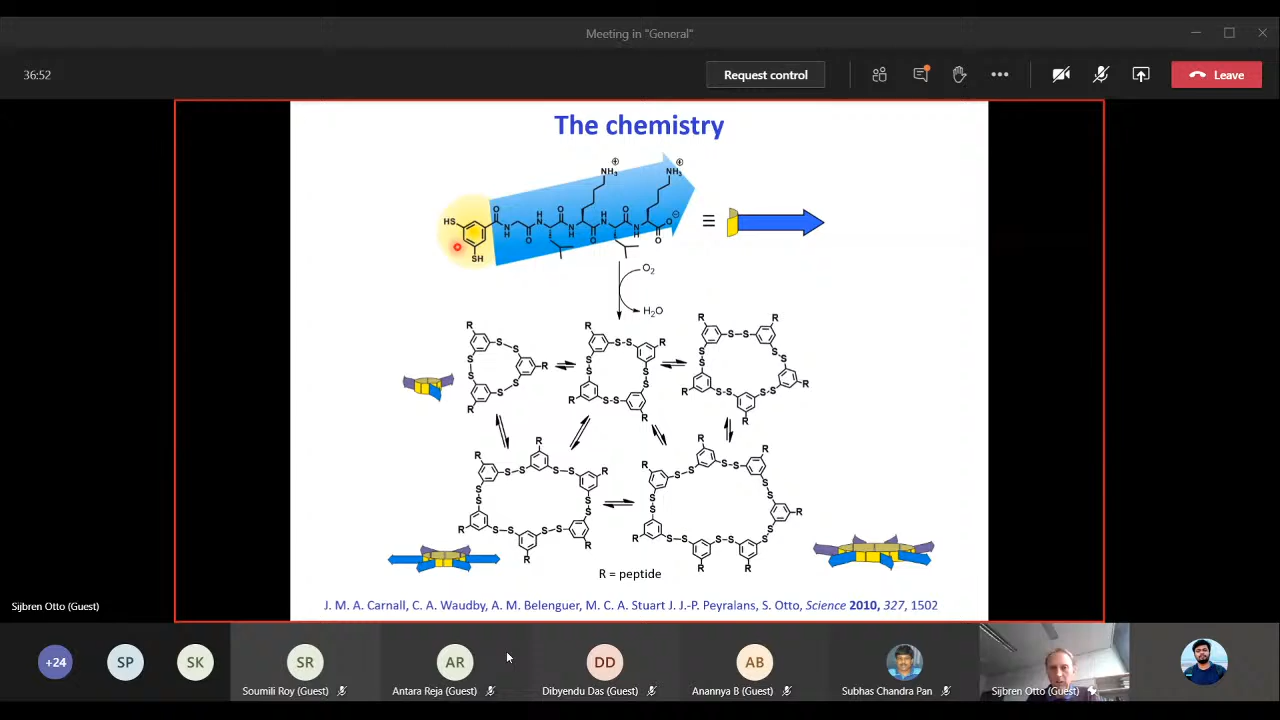 Meeting in "General"
36:52
Request control
Leave
The chemistry
HS
SH
O
N
H
H
N
O
O
N
H
NH3
⊕
H
N
O
O
N
H
NH3
⊕
O
O
⊖
≡
O2
H2O
R
R
R
S
S
S
S
S
S
R
R
R
R
S
S
S
S
S
S
S
S
R
R
R
R
R
S
S
S
S
S
S
S
S
S
S
R
R
R
R
R
R
S
S
S
S
S
S
S
S
S
S
S
S
R
R
R
R
R
R
R
S
S
S
S
S
S
S
S
S
S
S
S
S
S
R = peptide
J. M. A. Carnall, C. A. Waudby, A. M. Belenguer, M. C. A. Stuart J. J.-P. Peyralans, S. Otto, Science 2010, 327, 1502
Sijbren Otto (Guest)
+24
SP
SK
SR
Soumili Roy (Guest)
AR
Antara Reja (Guest)
DD
Dibyendu Das (Guest)
AB
Anannya B (Guest)
Subhas Chandra Pan
Sijbren Otto (Guest)